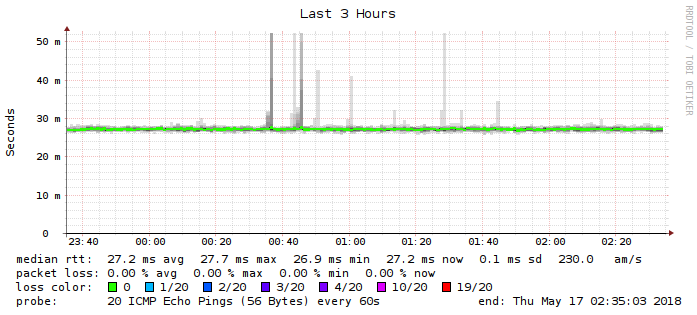 Last 3 Hours
RRDTOOL / TOBI OETIKER
Seconds
50 m
40 m
30 m
20 m
10 m
0
23:40 00:00 00:20 00:40 01:00 01:20 01:40 02:00 02:20
median rtt: 27.2 ms avg 27.7 ms max 26.9 ms min 27.2 ms now 0.1 ms sd 230.0 am/s
packet loss: 0.00 % avg 0.00 % max 0.00 % min 0.00 % now
loss color: 0 1/20 2/20 3/20 4/20 10/20 19/20
probe: 20 ICMP Echo Pings (56 Bytes) every 60s end: Thu May 17 02:35:03 2018